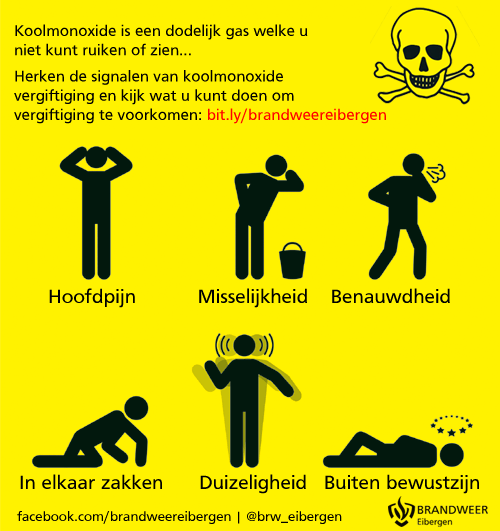 Koolmonoxide is een dodelijk gas welke u
niet kunt ruiken of zien...
Herken de signalen van koolmonoxide
vergiftiging en kijk wat u kunt doen om
vergiftiging te voorkomen: bit.ly/brandweereibergen
Hoofdpijn
Misselijkheid
Benauwdheid
In elkaar zakken
Duizeligheid
Buiten bewustzijn
facebook.com/brandweereibergen | @brw_eibergen
BRANDWEER
Eibergen